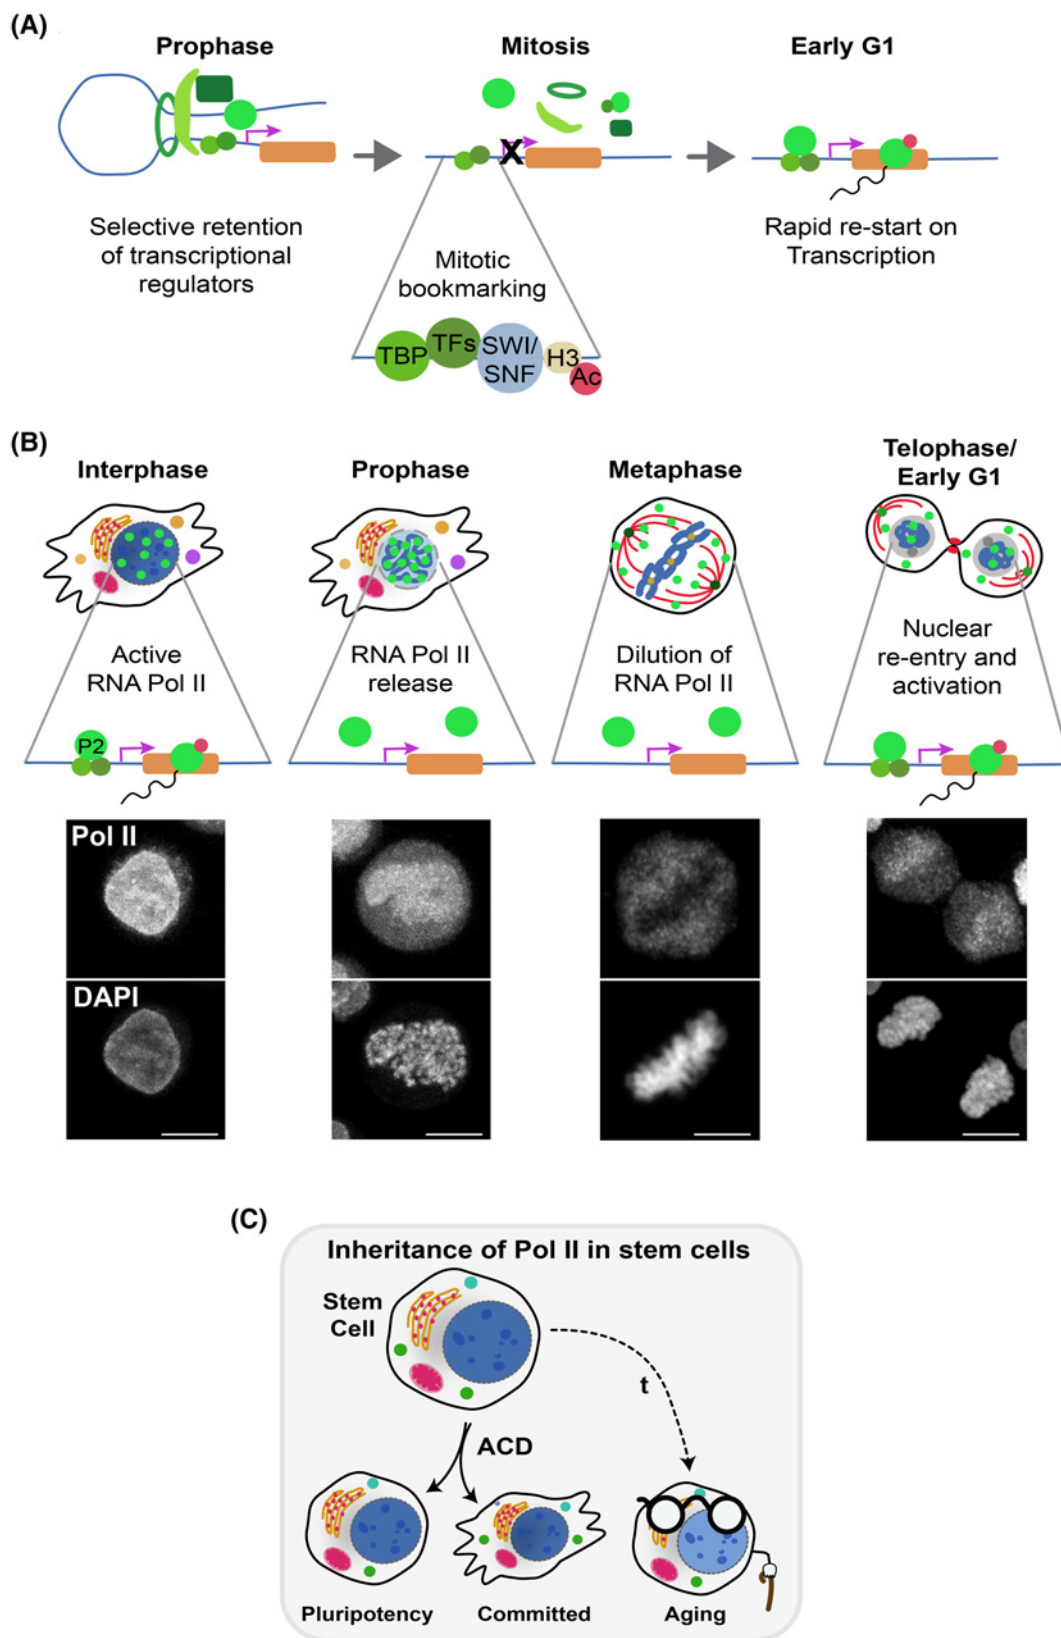 (A)
Prophase
Mitosis
Early G1
X
Selective retention
of transcriptional
regulators
Mitotic
bookmarking
Rapid re-start on
Transcription
TBP
TFs
SWI/
SNF
H3
Ac
(B)
Interphase
Prophase
Metaphase
Telophase/
Early G1
Active
RNA Pol II
RNA Pol II
release
Dilution of
RNA Pol II
Nuclear
re-entry and
activation
P2
Pol II
DAPI
(C)
Inheritance of Pol II in stem cells
Stem
Cell
t
ACD
Pluripotency
Committed
Aging